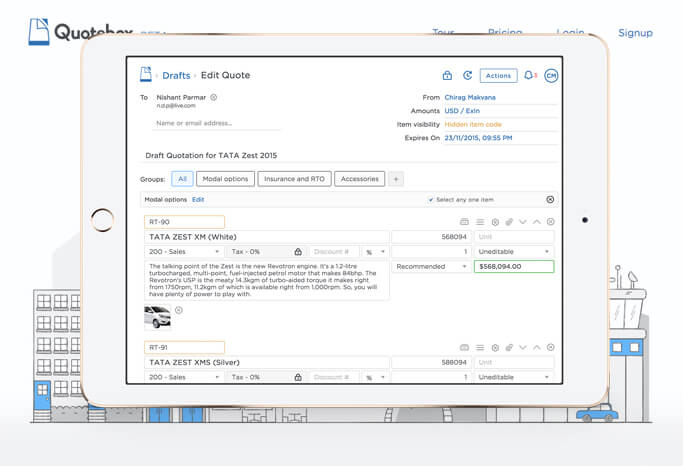 Quotebox BETA
Tour Pricing Login Signup
Drafts › Edit Quote
Actions 3 CM
To Nishant Parmar
n.d.p@live.com
Name or email address...
From Chirag Makvana
Amounts USD / ExIn
Item visibility Hidden item code
Expires On 23/11/2015, 09:55 PM
Draft Quotation for TATA Zest 2015
Groups: All Modal options Insurance and RTO Accessories +
Modal options Edit Select any one item
RT-90
TATA ZEST XM (White) 568094 Unit
200 - Sales Tax - 0% Discount # % 1 Uneditable
The talking point of the Zest is the new Revotron engine. It's a 1.2-litre
turbocharged, multi-point, fuel-injected petrol motor that makes 84bhp. The
Revotron's USP is the meaty 14.3kgm of turbo-aided torque it makes right
from 1750rpm, 11.2kgm of which is available right from 1,000rpm. So, you will
have plenty of power to play with.
Recommended $568,094.00
RT-91
TATA ZEST XMS (Silver) 588094 Unit
200 - Sales Tax - 0% Discount # % 1 Uneditable